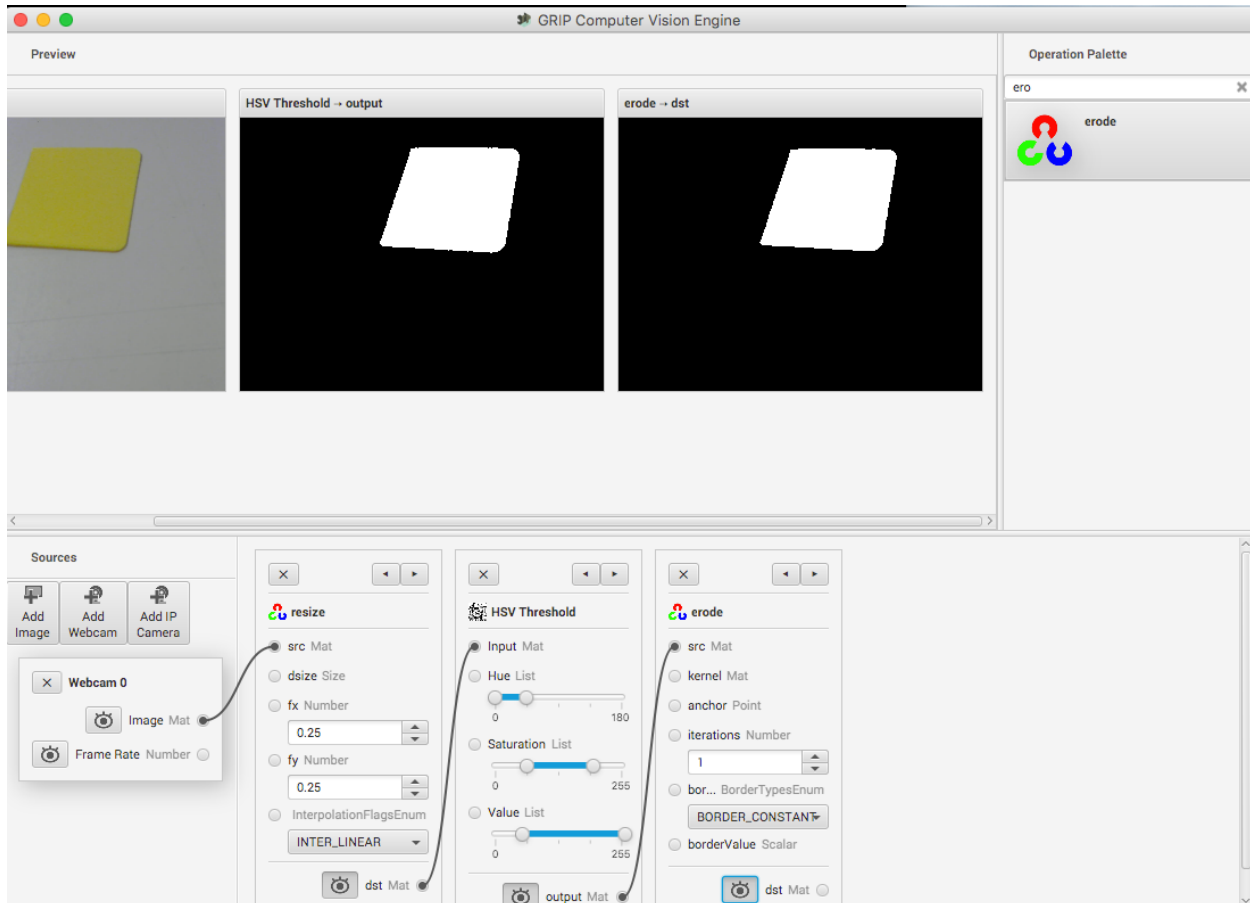 GRIP Computer Vision Engine
Preview
Operation Palette
ero
erode
HSV Threshold → output
erode → dst
Sources
Add Image
Add Webcam
Add IP Camera
Webcam 0
Image Mat
Frame Rate Number
resize
src Mat
dsize Size
fx Number
0.25
fy Number
0.25
InterpolationFlagsEnum
INTER_LINEAR
dst Mat
HSV Threshold
Input Mat
Hue List
0 180
Saturation List
0 255
Value List
0 255
output Mat
erode
src Mat
kernel Mat
anchor Point
iterations Number
1
bor... BorderTypesEnum
BORDER_CONSTANT
borderValue Scalar
dst Mat